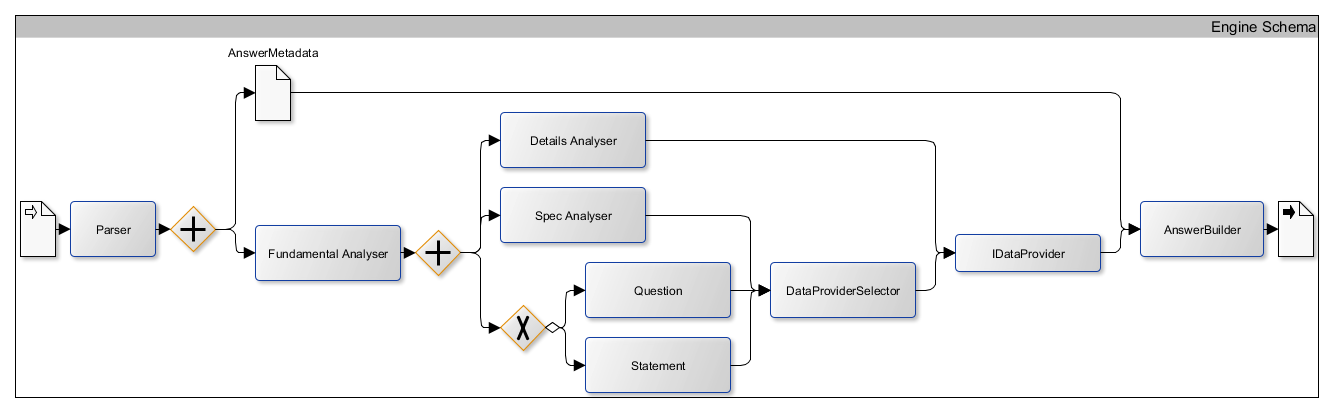 Engine Schema
AnswerMetadata
Details Analyser
Spec Analyser
Parser
Fundamental Analyser
AnswerBuilder
IDataProvider
Question
DataProviderSelector
Statement